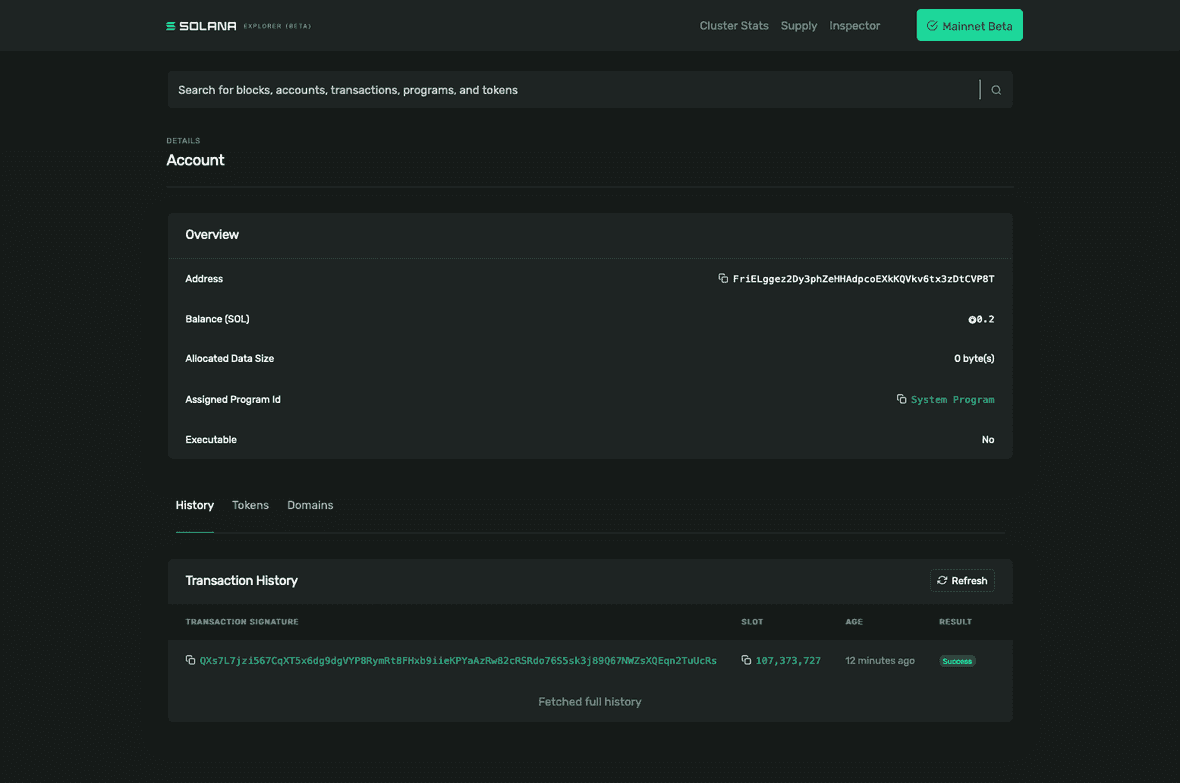 SOLANA EXPLORER (BETA) Cluster Stats Supply Inspector Mainnet Beta
Search for blocks, accounts, transactions, programs, and tokens
DETAILS
Account
Overview
Address FriELggez2Dy3phZeHHAdpcoEXkKQVkv6tx3zDtCVP8T
Balance (SOL) ◎0.2
Allocated Data Size 0 byte(s)
Assigned Program Id System Program
Executable No
History Tokens Domains
Transaction History Refresh
TRANSACTION SIGNATURE SLOT AGE RESULT
QXs7L7jzi567CqXT5x6dg9dgVYP8RymRt8FHxb9iieKPYaAzRw82cRSRdo76S5sk3j89Q67NWZsXQEqn2TuUcRs 107,373,727 12 minutes ago Success
Fetched full history